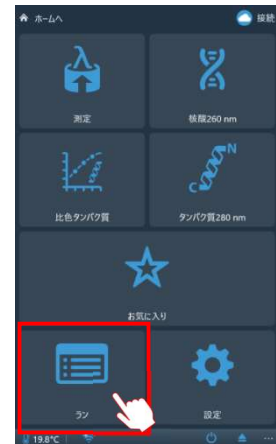 ホームへ 接続
測定 核酸260 nm
比色タンパク質 タンパク質280 nm
お気に入り
ラン 設定
19.8°C